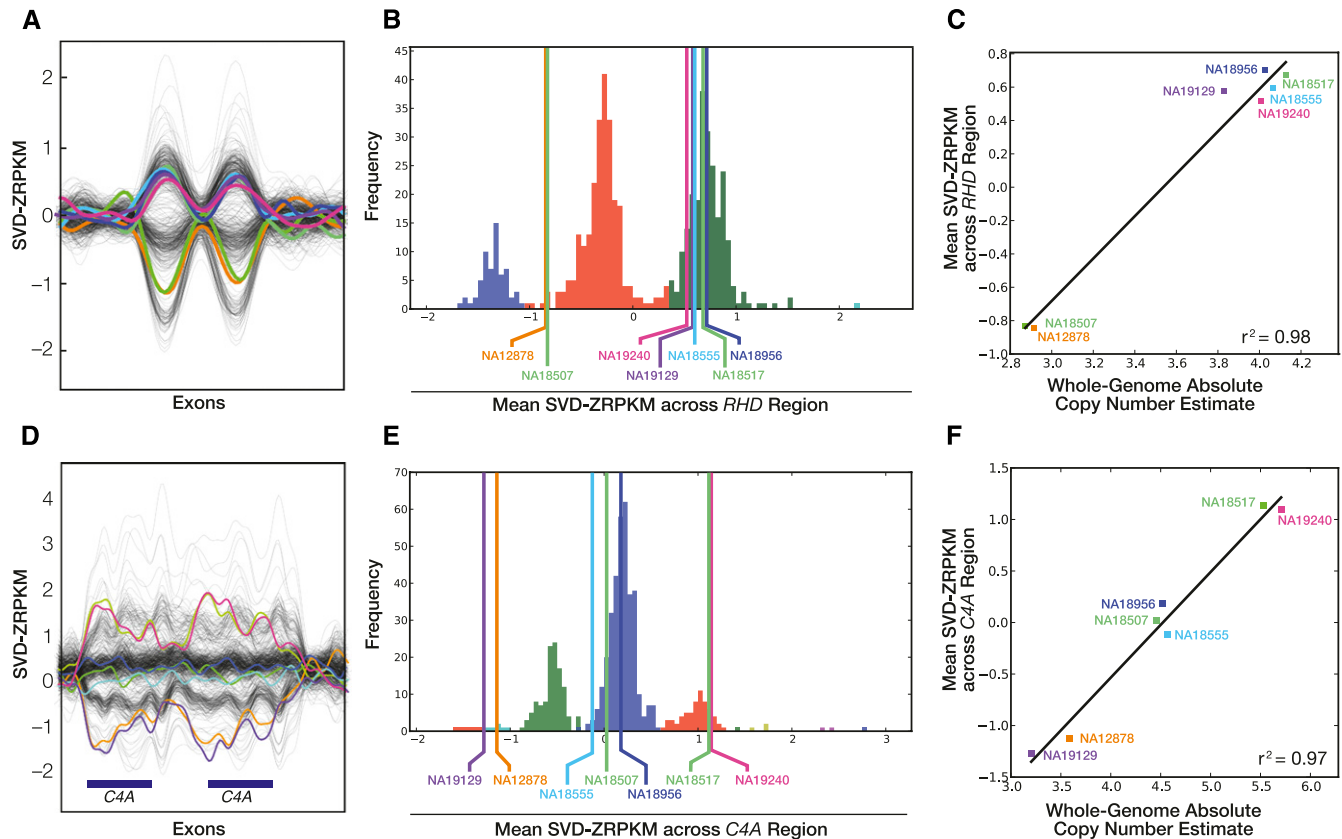 A
SVD-ZRPKM
2
1
0
−1
−2
Exons
B
Frequency
45
40
35
30
25
20
15
10
5
0
−2
−1
0
1
2
NA12878
NA18507
NA19240
NA19129
NA18555
NA18517
NA18956
Mean SVD-ZRPKM across RHD Region
C
Mean SVD-ZRPKM
across RHD Region
0.8
0.6
0.4
0.2
0.0
−0.2
−0.4
−0.6
−0.8
−1.0
2.8
3.0
3.2
3.4
3.6
3.8
4.0
4.2
NA18956
NA18517
NA19129
NA18555
NA19240
NA18507
NA12878
r² = 0.98
Whole-Genome Absolute
Copy Number Estimate
D
SVD-ZRPKM
4
3
2
1
0
−1
−2
C4A
C4A
Exons
E
Frequency
70
60
50
40
30
20
10
0
−2
−1
0
1
2
3
NA19129
NA12878
NA18555
NA18507
NA18956
NA18517
NA19240
Mean SVD-ZRPKM across C4A Region
F
Mean SVD-ZRPKM
across C4A Region
1.5
1.0
0.5
0.0
−0.5
−1.0
−1.5
3.0
3.5
4.0
4.5
5.0
5.5
6.0
NA18517
NA19240
NA18956
NA18507
NA18555
NA12878
NA19129
r² = 0.97
Whole-Genome Absolute
Copy Number Estimate